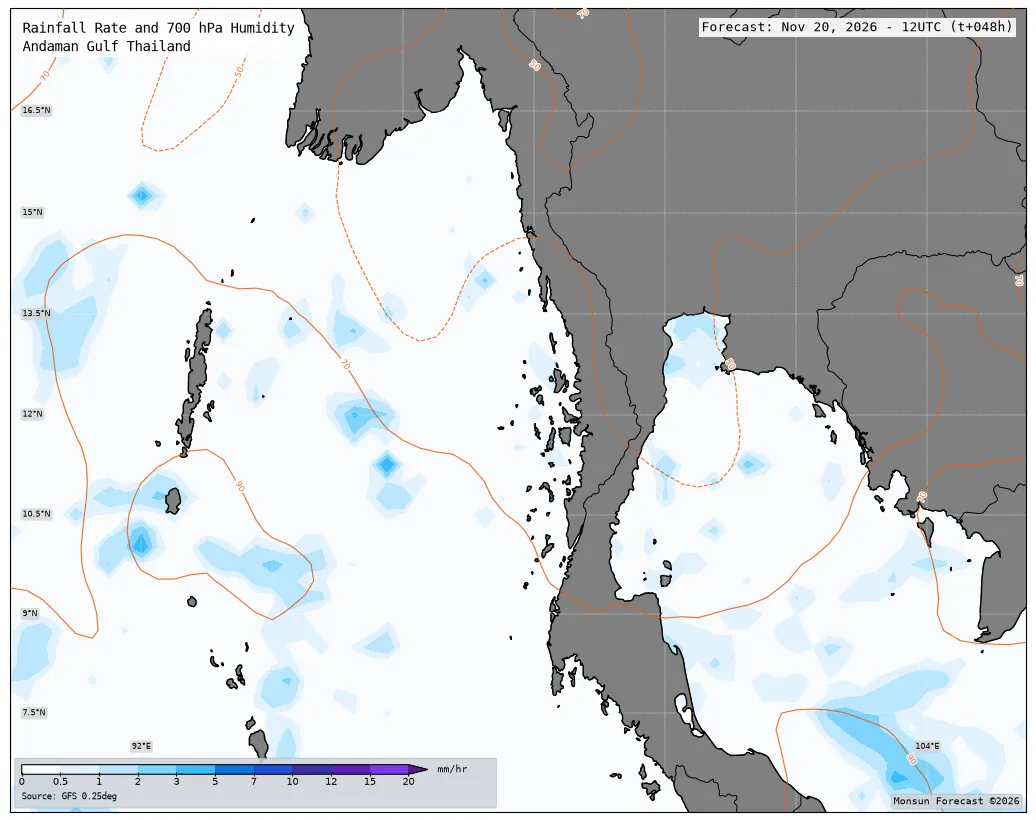 Rainfall Rate and 700 hPa Humidity
Andaman Gulf Thailand
Forecast: Nov 20, 2026 - 12UTC (t+048h)
70
50
50
70
16.5°N
15°N
13.5°N
70
70
50
12°N
90
10.5°N
70
9°N
7.5°N
92°E
104°E
90
0 0.5 1 2 3 5 7 10 12 15 20 mm/hr
Source: GFS 0.25deg
Monsun Forecast ©2026